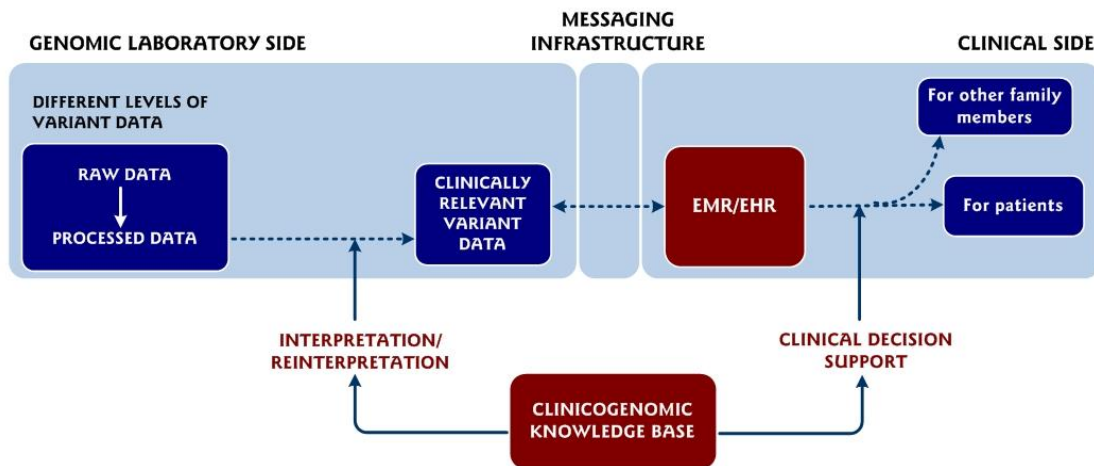 GENOMIC LABORATORY SIDE
MESSAGING
INFRASTRUCTURE
CLINICAL SIDE
DIFFERENT LEVELS OF
VARIANT DATA
RAW DATA
PROCESSED DATA
CLINICALLY
RELEVANT
VARIANT
DATA
EMR/EHR
For other family
members
For patients
INTERPRETATION/
REINTERPRETATION
CLINICAL DECISION
SUPPORT
CLINICOGENOMIC
KNOWLEDGE BASE